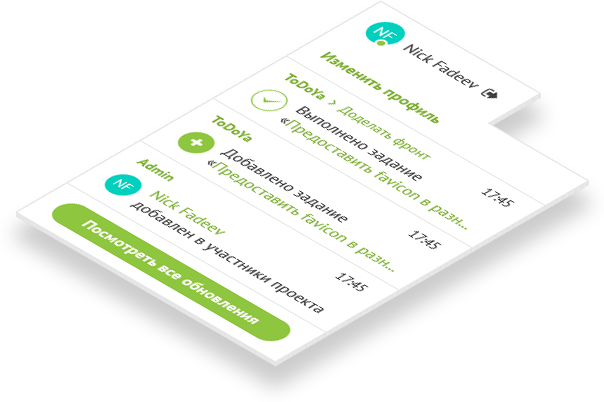 NF Nick Fadeev
Изменить профиль
ToDoYa > Доделать фронт
Выполнено задание
«Предоставить favicon в разн...
17:45
ToDoYa
Добавлено задание
«Предоставить favicon в разн...
17:45
Admin
NF Nick Fadeev
добавлен в участники проекта
17:45
Посмотреть все обновления